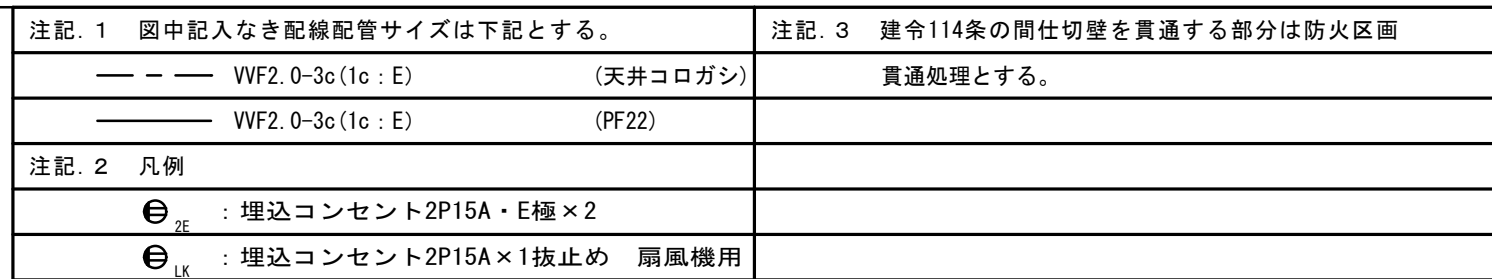 注記.1 図中記入なき配線配管サイズは下記とする。
VVF2.0-3c(1c:E) (天井コロガシ)
VVF2.0-3c(1c:E) (PF22)
注記.2 凡例
2E :埋込コンセント2P15A・E極×2
LK :埋込コンセント2P15A×1抜止め 扇風機用
注記.3 建令114条の間仕切壁を貫通する部分は防火区画
貫通処理とする。